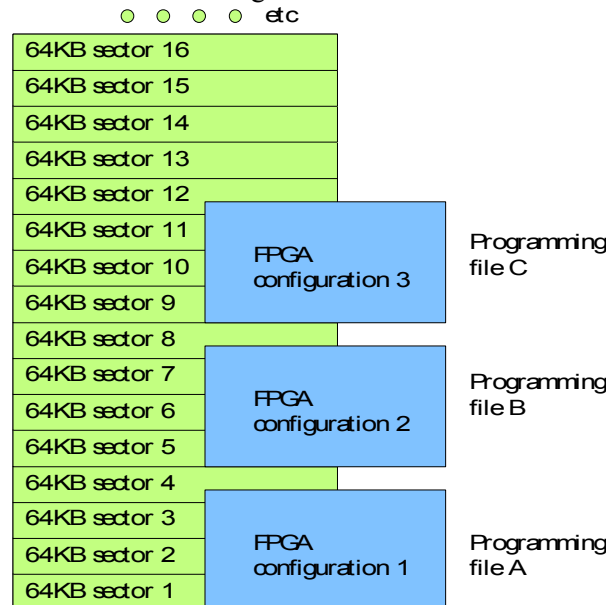 etc
64KB sector 16
64KB sector 15
64KB sector 14
64KB sector 13
64KB sector 12
64KB sector 11
64KB sector 10
64KB sector 9
64KB sector 8
64KB sector 7
64KB sector 6
64KB sector 5
64KB sector 4
64KB sector 3
64KB sector 2
64KB sector 1
FPGA
configuration 3
Programming
file C
FPGA
configuration 2
Programming
file B
FPGA
configuration 1
Programming
file A